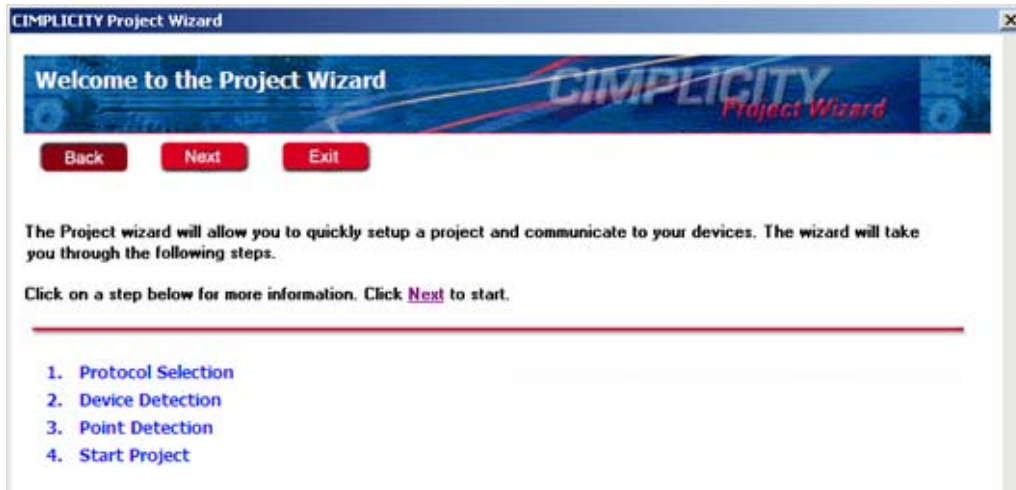 CIMPLICITY Project Wizard
Welcome to the Project Wizard
CIMPLICITY
Project Wizard
Back Next Exit
The Project wizard will allow you to quickly setup a project and communicate to your devices. The wizard will take
you through the following steps.
Click on a step below for more information. Click Next to start.
1. Protocol Selection
2. Device Detection
3. Point Detection
4. Start Project